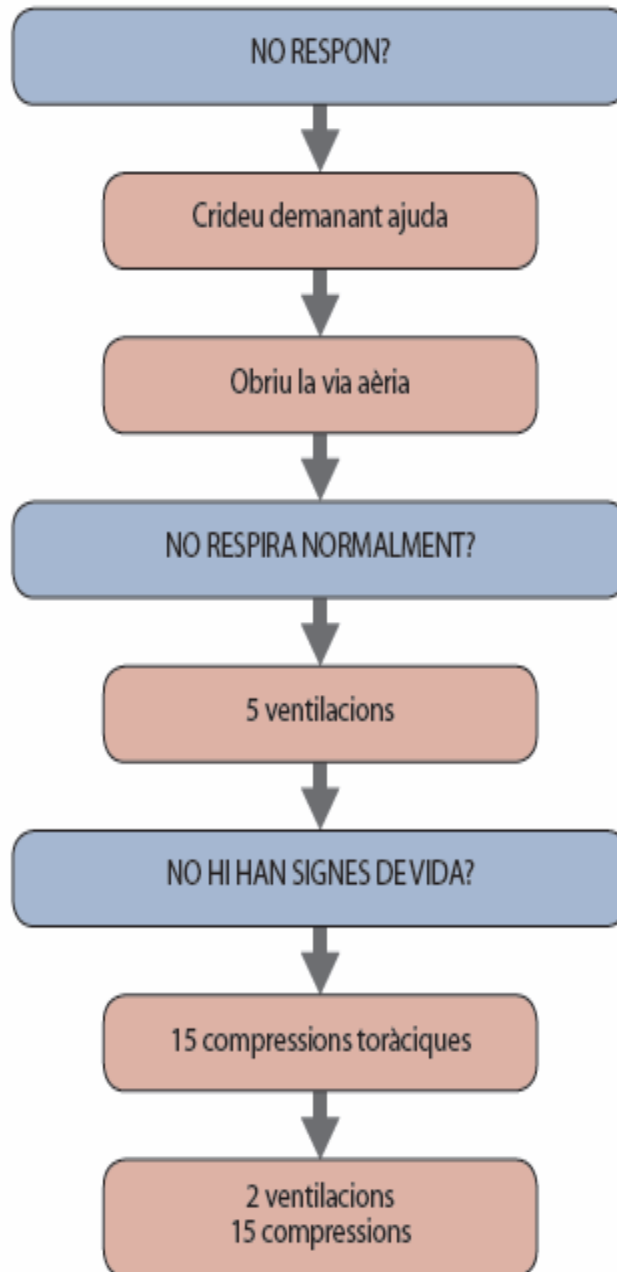 NO RESPON?
Crideu demanant ajuda
Obriu la via aèria
NO RESPIRA NORMALMENT?
5 ventilacions
NO HI HAN SIGNES DE VIDA?
15 compressions toràciques
2 ventilacions
15 compressions